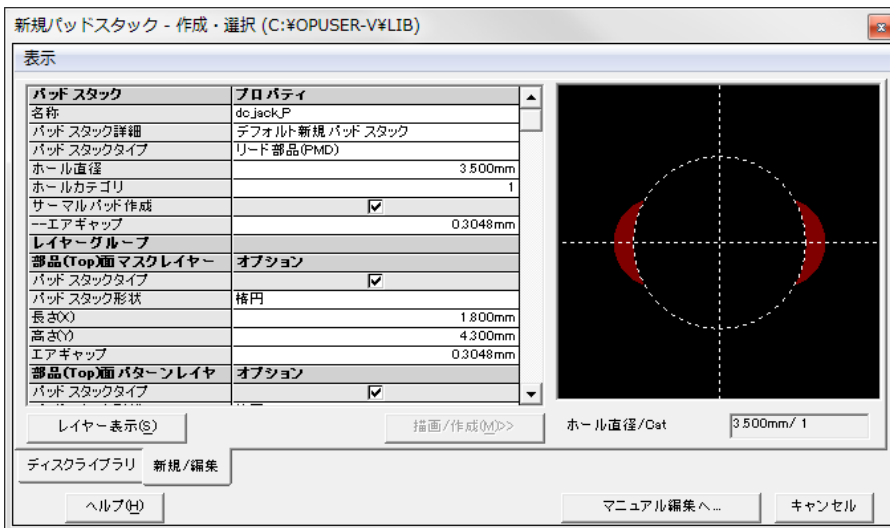 新規パッドスタック - 作成・選択 (C:¥OPUSER-V¥LIB)
表示
パッド スタック プロパティ
名称 dc_jack_P
パッド スタック詳細 デフォルト新規 パッド スタック
パッド スタックタイプ リード部品(PMD)
ホール直径 3.500mm
ホールカテゴリ 1
サーマルパッド作成
--エアギャップ 0.3048mm
レイヤーグループ
部品(Top)面 マスクレイヤー オプション
パッド スタックタイプ
パッド スタック形状 楕円
長さ(X) 1.800mm
高さ(Y) 4.300mm
エアギャップ 0.3048mm
部品(Top)面 パターンレイヤ オプション
パッド スタックタイプ
レイヤー表示(S)
描画/作成(M)>>
ホール直径/Cat 3.500mm/ 1
ディスクライブラリ 新規/編集
ヘルプ(H)
マニュアル編集へ...
キャンセル